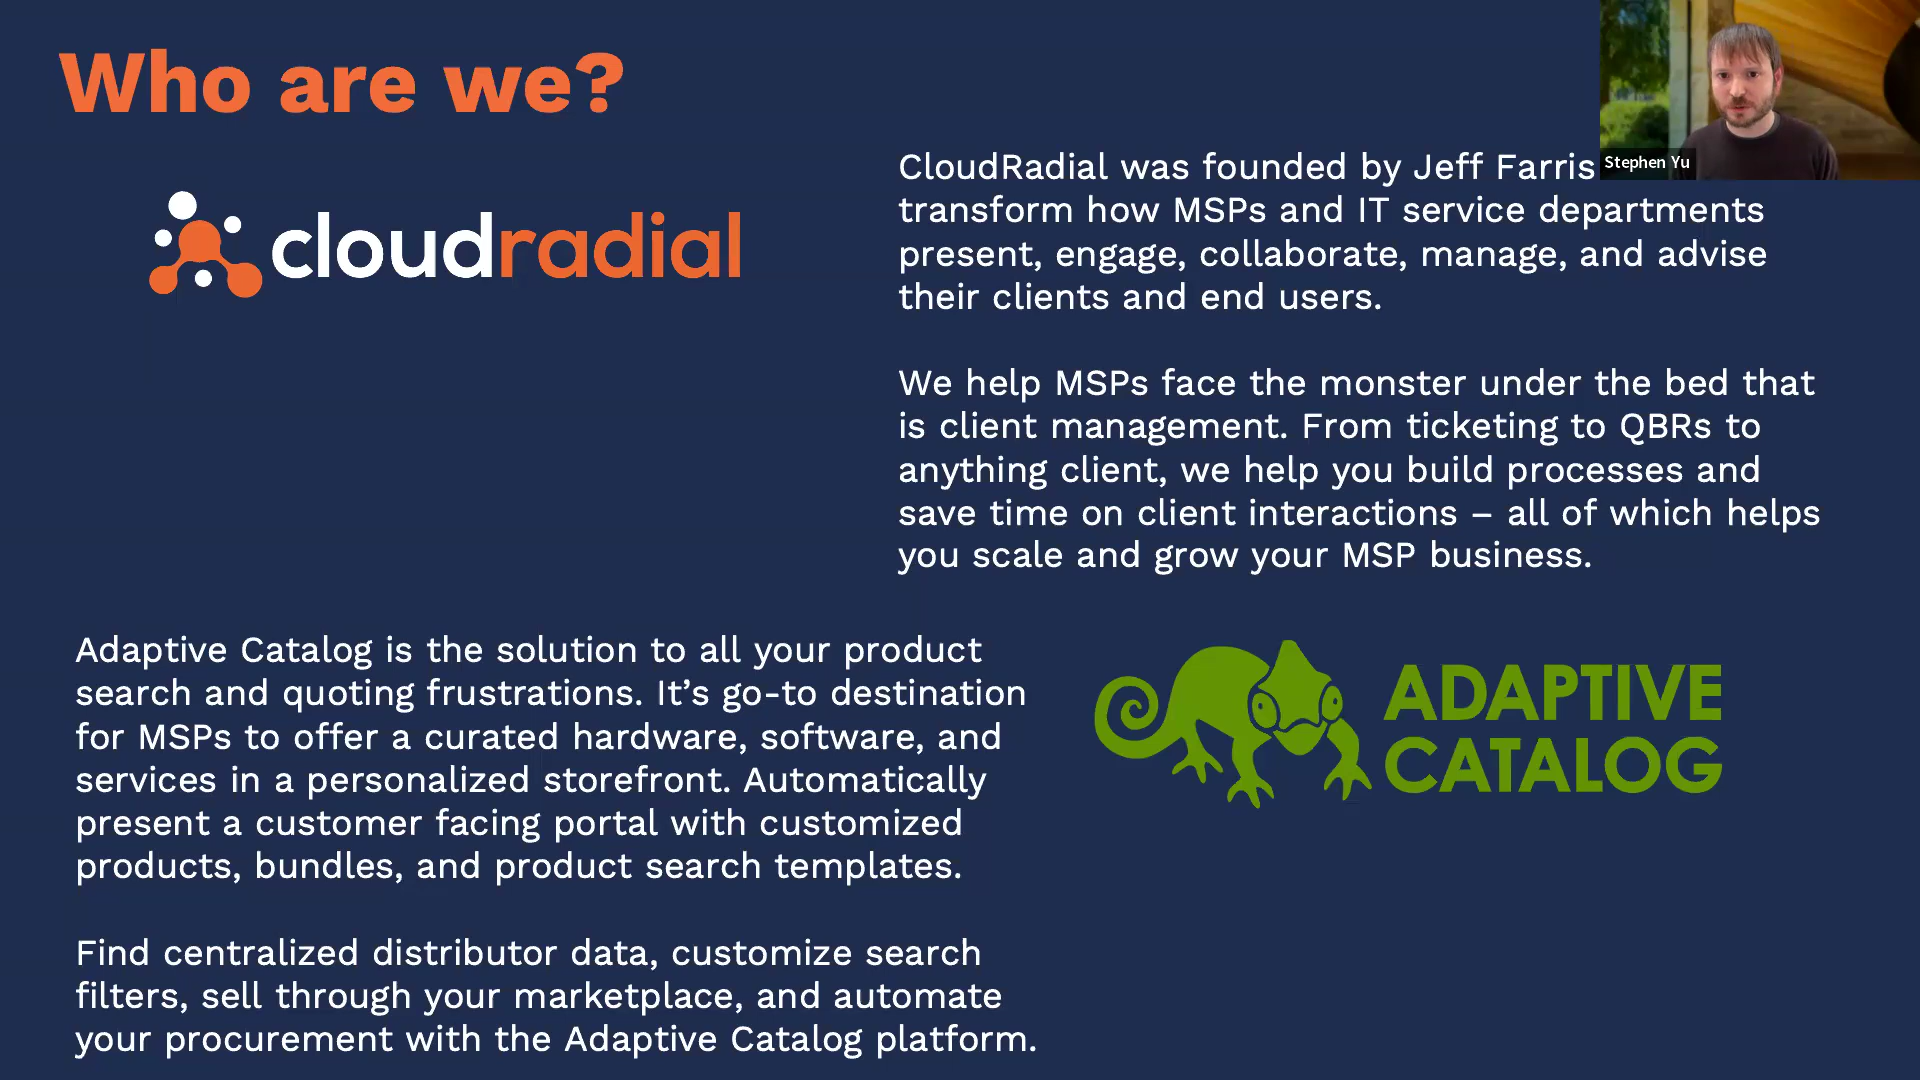 Who are we?
cloudradial
CloudRadial was founded by Jeff Farris
transform how MSPs and IT service departments
present, engage, collaborate, manage, and advise
their clients and end users.
We help MSPs face the monster under the bed that
is client management. From ticketing to QBRs to
anything client, we help you build processes and
save time on client interactions – all of which helps
you scale and grow your MSP business.
Stephen Yu
Adaptive Catalog is the solution to all your product
search and quoting frustrations. It’s go-to destination
for MSPs to offer a curated hardware, software, and
services in a personalized storefront. Automatically
present a customer facing portal with customized
products, bundles, and product search templates.
Find centralized distributor data, customize search
filters, sell through your marketplace, and automate
your procurement with the Adaptive Catalog platform.
ADAPTIVE
CATALOG